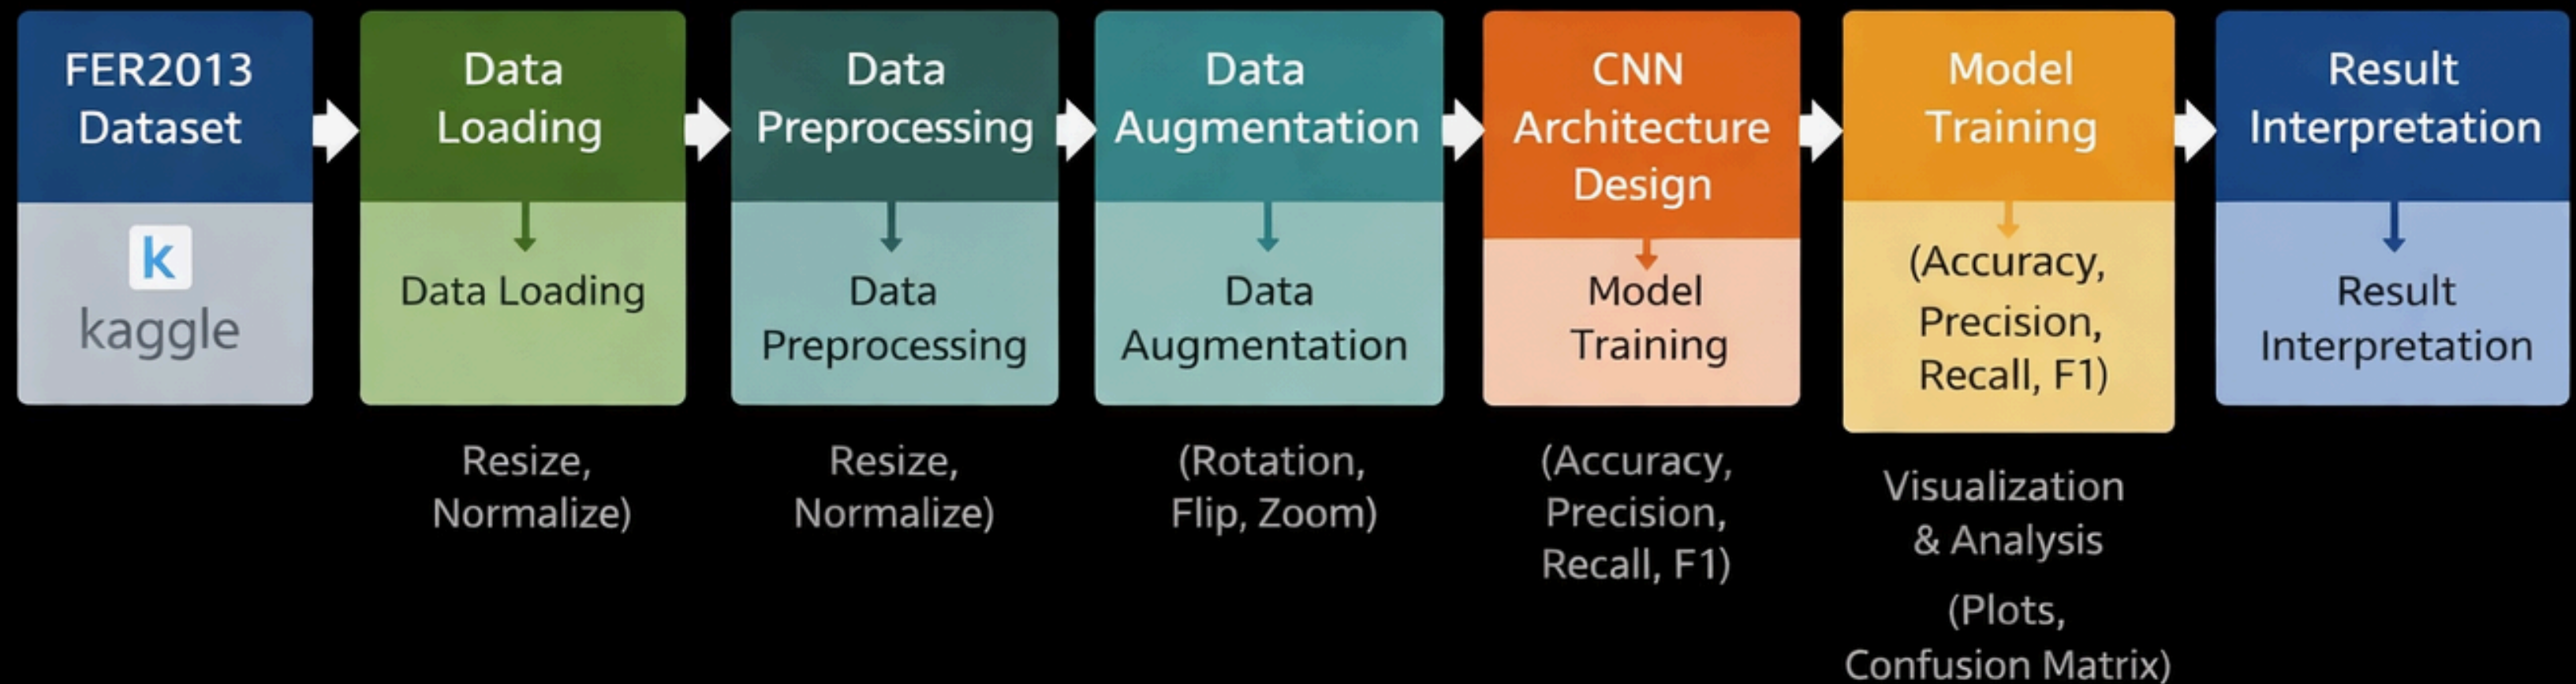 FER2013
Dataset
k
kaggle
Data
Loading
Data Loading
Resize,
Normalize)
Data
Preprocessing
Data
Preprocessing
Resize,
Normalize)
Data
Augmentation
Data
Augmentation
(Rotation,
Flip, Zoom)
CNN
Architecture
Design
Model
Training
(Accuracy,
Precision,
Recall, F1)
Model
Training
(Accuracy,
Precision,
Recall, F1)
Visualization
& Analysis
(Plots,
Confusion Matrix)
Result
Interpretation
Result
Interpretation